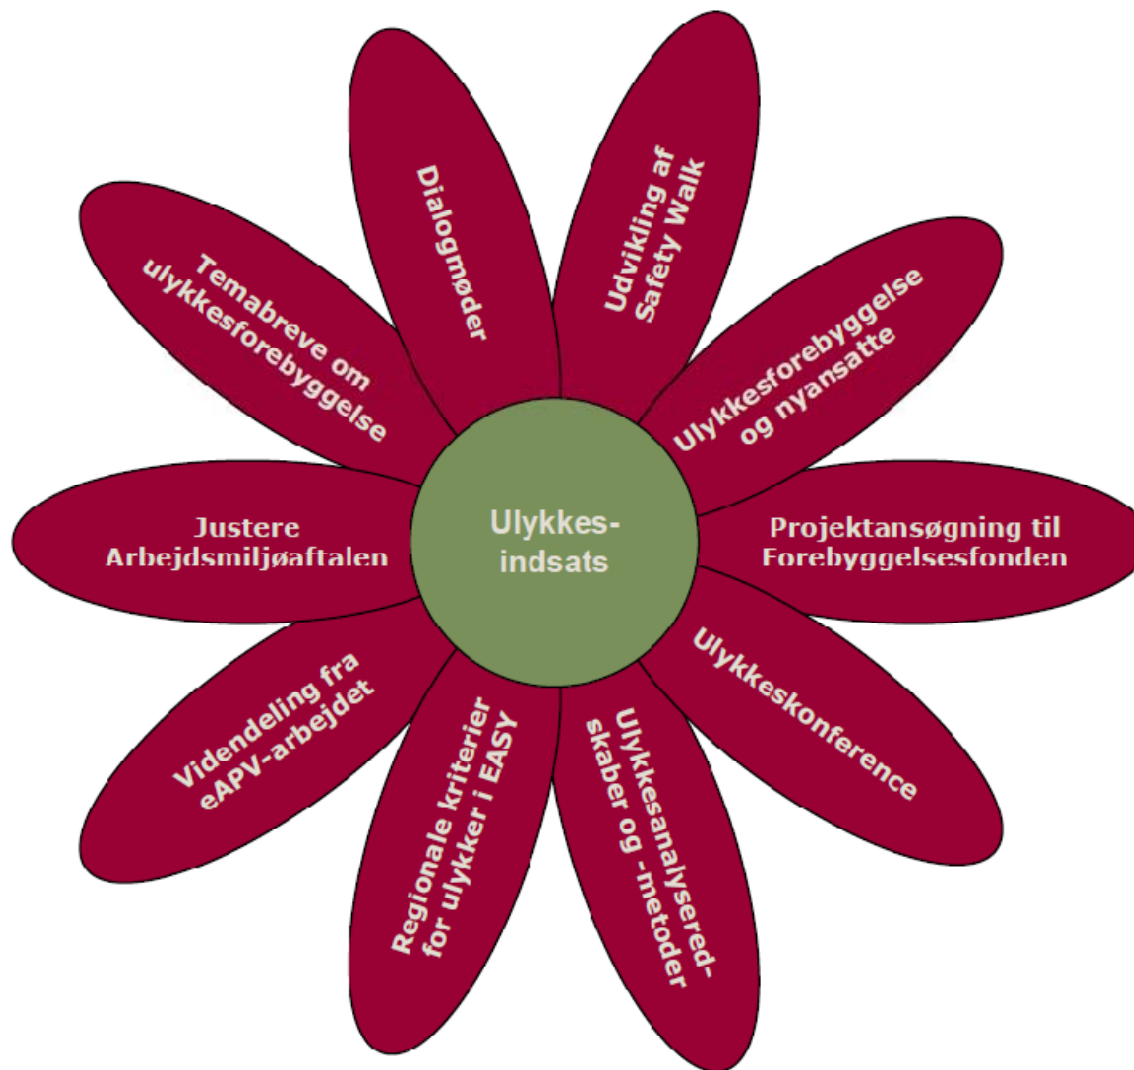 Ulykkes-
indsats
Udvikling af
Safety Walk
Ulykkesforebyggelse
og nyansatte
Projektansøgning til
Forebyggelsesfonden
Ulykkeskonference
Ulykkesanalysered-
skaber og -metoder
Regionale kriterier
for ulykker i EASY
Videndeling fra
eAPV-arbejdet
Justere
Arbejdsmiljøaftalen
Temabreve om
ulykkesforebyggelse
Dialogmøder